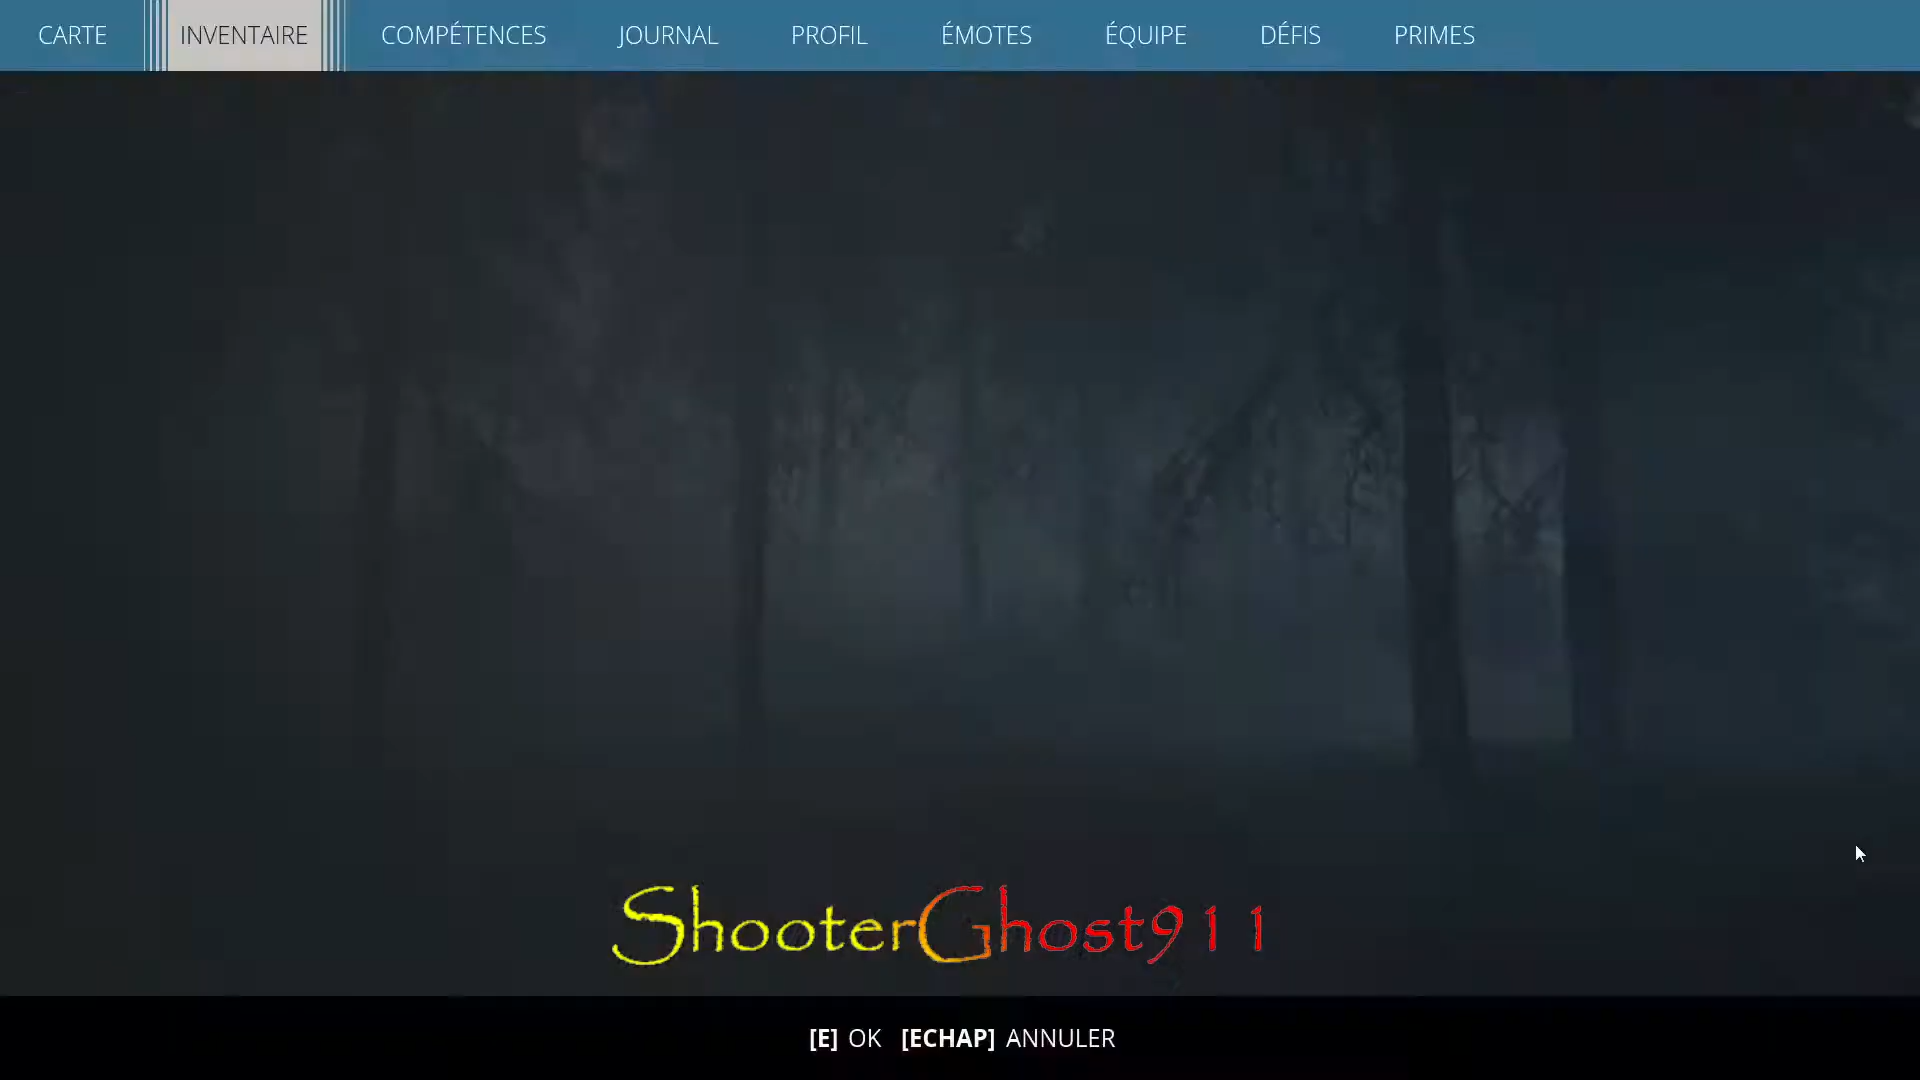 CARTE INVENTAIRE COMPÉTENCES JOURNAL PROFIL ÉMOTES ÉQUIPE DÉFIS PRIMES
ShooterGhost911
[E] OK [ECHAP] ANNULER